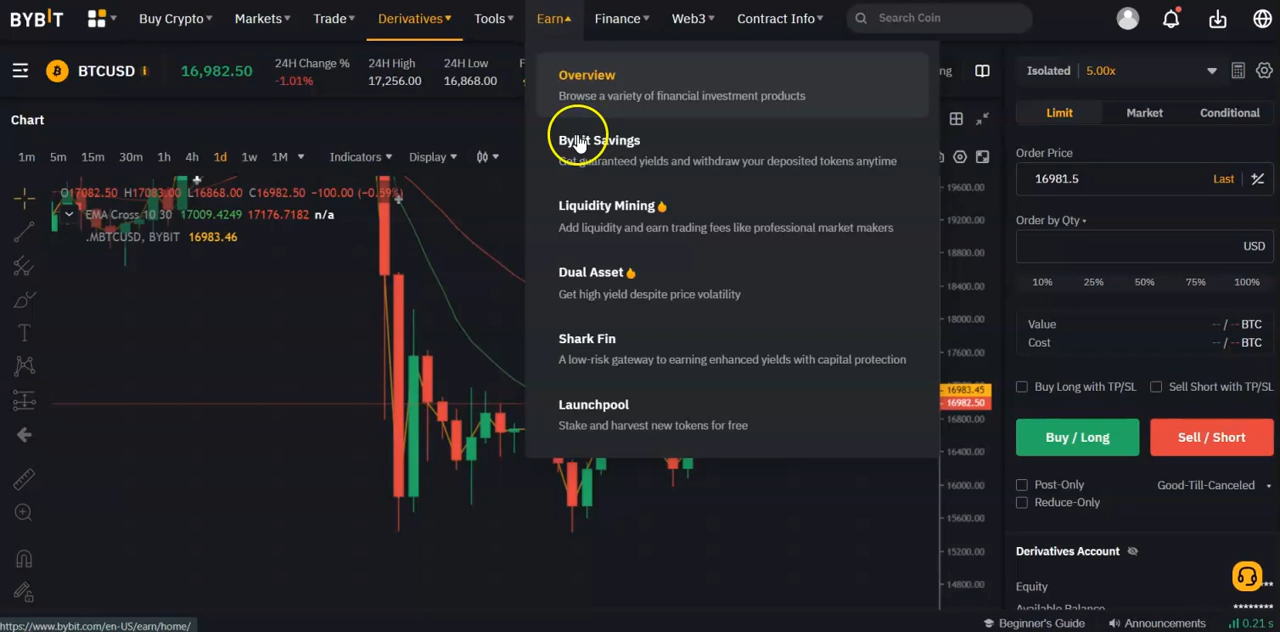 BYBIT
Buy Crypto
Markets
Trade
Derivatives
Tools
Earn
Finance
Web3
Contract Info
Search Coin
BTCUSD
16,982.50
24H Change %
-1.01%
24H High
17,256.00
24H Low
16,868.00
F
ng
Overview
Browse a variety of financial investment products
Bybit Savings
Get guaranteed yields and withdraw your deposited tokens anytime
Liquidity Mining
Add liquidity and earn trading fees like professional market makers
Dual Asset
Get high yield despite price volatility
Shark Fin
A low-risk gateway to earning enhanced yields with capital protection
Launchpool
Stake and harvest new tokens for free
Chart
1m 5m 15m 30m 1h 4h 1d 1w 1M Indicators Display
O17082.50 H17083.00 L16868.00 C16982.50 -100.00 (-0.59%)
EMA Cross 10 30 17009.4249 17176.7182 n/a
.MBTCUSD, BYBIT 16983.46
19600.00
19200.00
18800.00
18400.00
18000.00
17600.00
16983.45
16982.50
16800.00
16400.00
16000.00
15600.00
15200.00
14800.00
Isolated 5.00x
Limit Market Conditional
Order Price
16981.5 Last
Order by Qty
USD
10% 25% 50% 75% 100%
Value -- / -- BTC
Cost -- / -- BTC
Buy Long with TP/SL Sell Short with TP/SL
Buy / Long Sell / Short
Post-Only Good-Till-Canceled
Reduce-Only
Derivatives Account
Equity ***
Available Balance ********
https://www.bybit.com/en-US/earn/home/
Beginner's Guide Announcements 0.21 s